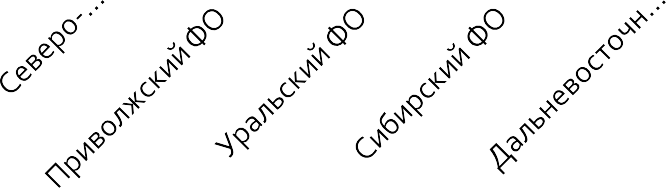 Северо-...
Приволжский ФО
Уральский ФО
Сибирский ФО
Дальневосточн...